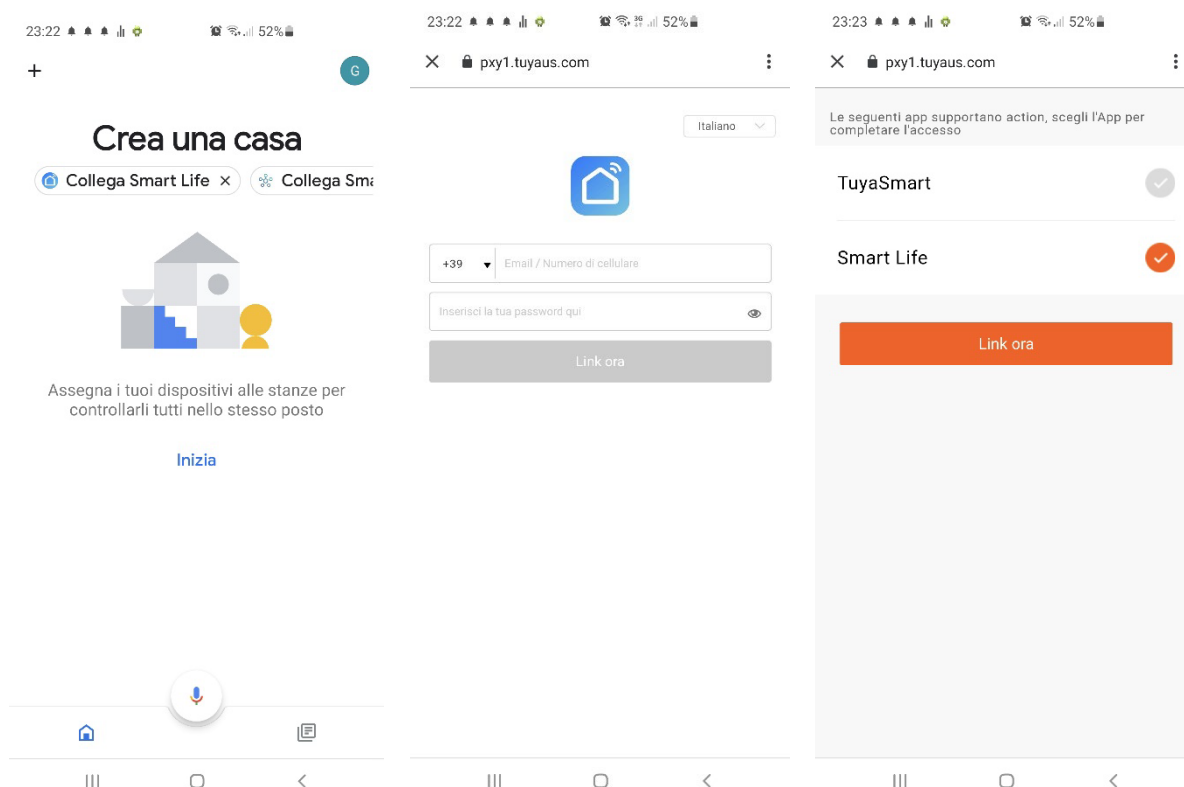 23:22 52%
G
Crea una casa
Collega Smart Life × Collega Sma
Assegna i tuoi dispositivi alle stanze per
controllarli tutti nello stesso posto
Inizia
23:22 3G 52%
pxy1.tuyaus.com
Italiano
+39 Email / Numero di cellulare
Inserisci la tua password qui
Link ora
23:23 52%
pxy1.tuyaus.com
Le seguenti app supportano action, scegli l'App per
completare l'accesso
TuyaSmart
Smart Life
Link ora